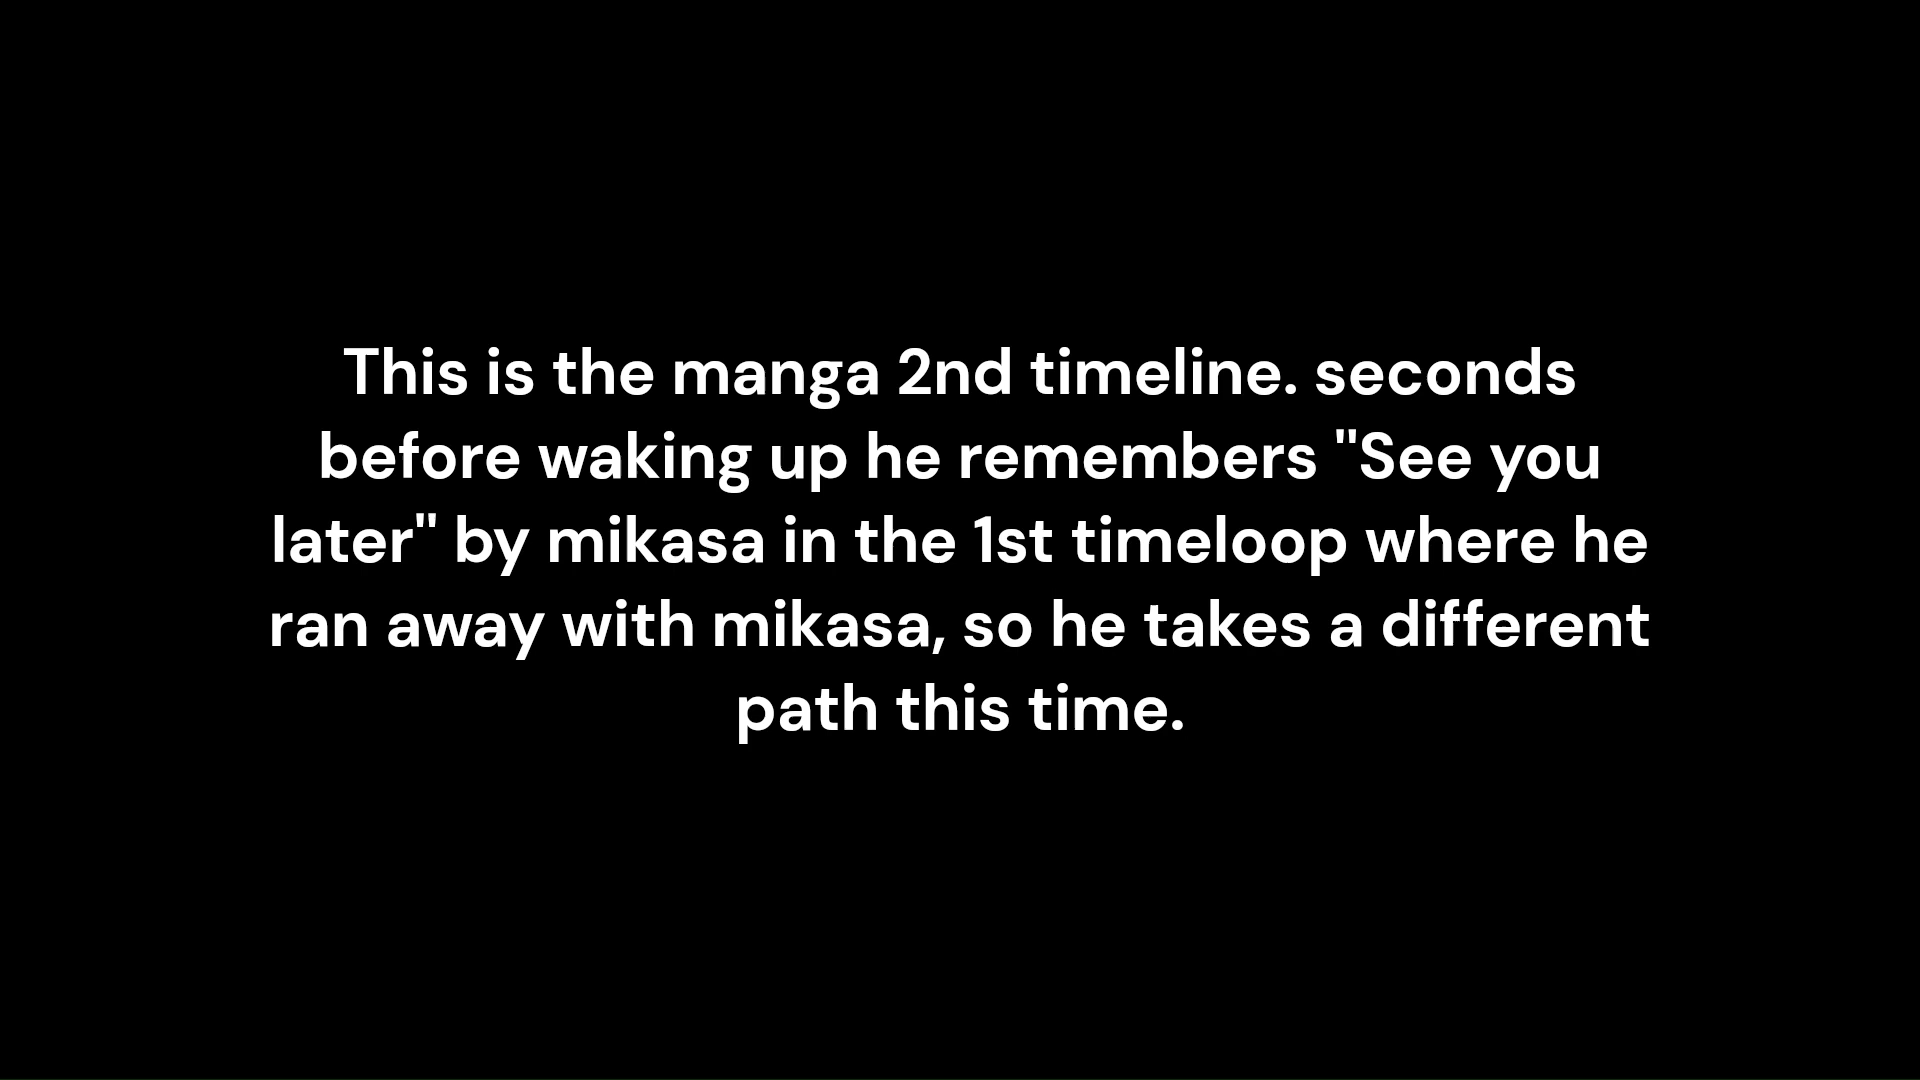 This is the manga 2nd timeline. seconds
before waking up he remembers "See you
later" by mikasa in the 1st timeloop where he
ran away with mikasa, so he takes a different
path this time.